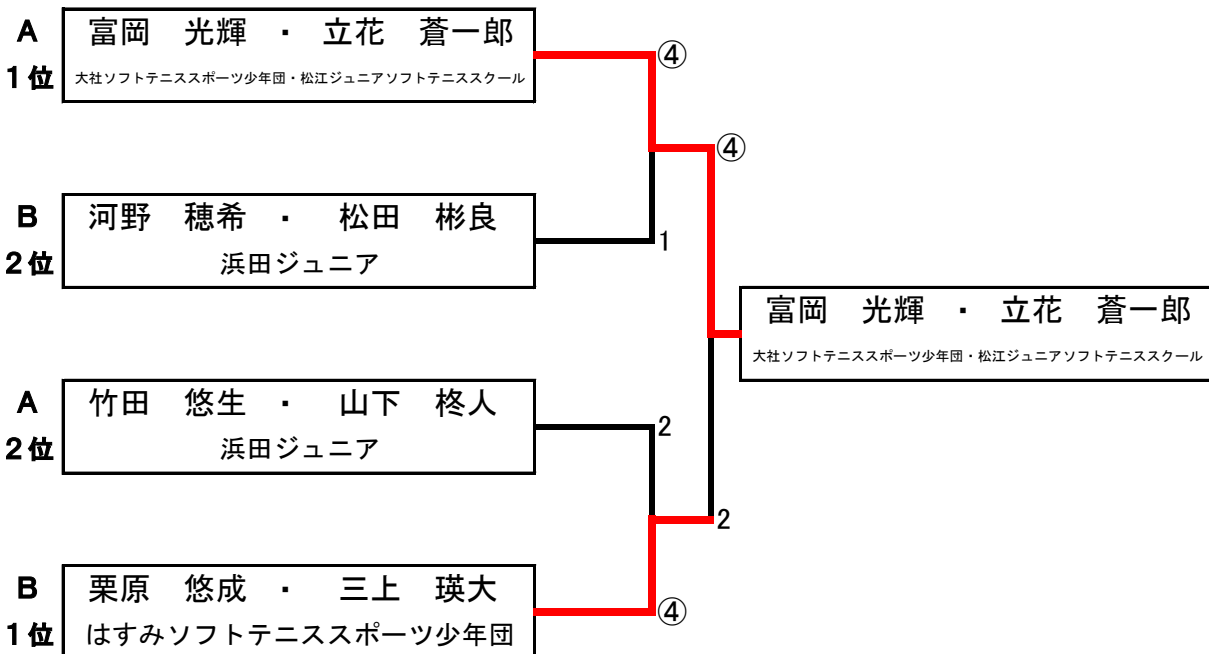 A
1位
富岡　光輝　・　立花　蒼一郎
大社ソフトテニススポーツ少年団・松江ジュニアソフトテニススクール
④
④
B
2位
河野　穂希　・　松田　彬良
浜田ジュニア
1
富岡　光輝　・　立花　蒼一郎
大社ソフトテニススポーツ少年団・松江ジュニアソフトテニススクール
A
2位
竹田　悠生　・　山下　柊人
浜田ジュニア
2
2
B
1位
栗原　悠成　・　三上　瑛大
はすみソフトテニススポーツ少年団
④